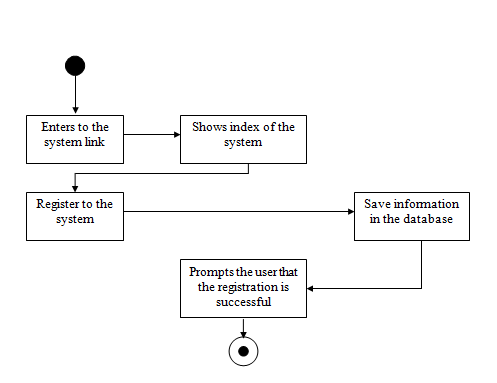 Enters to the
system link
Shows index of the
system
Register to the
system
Save information
in the database
Prompts the user that
the registration is
successful